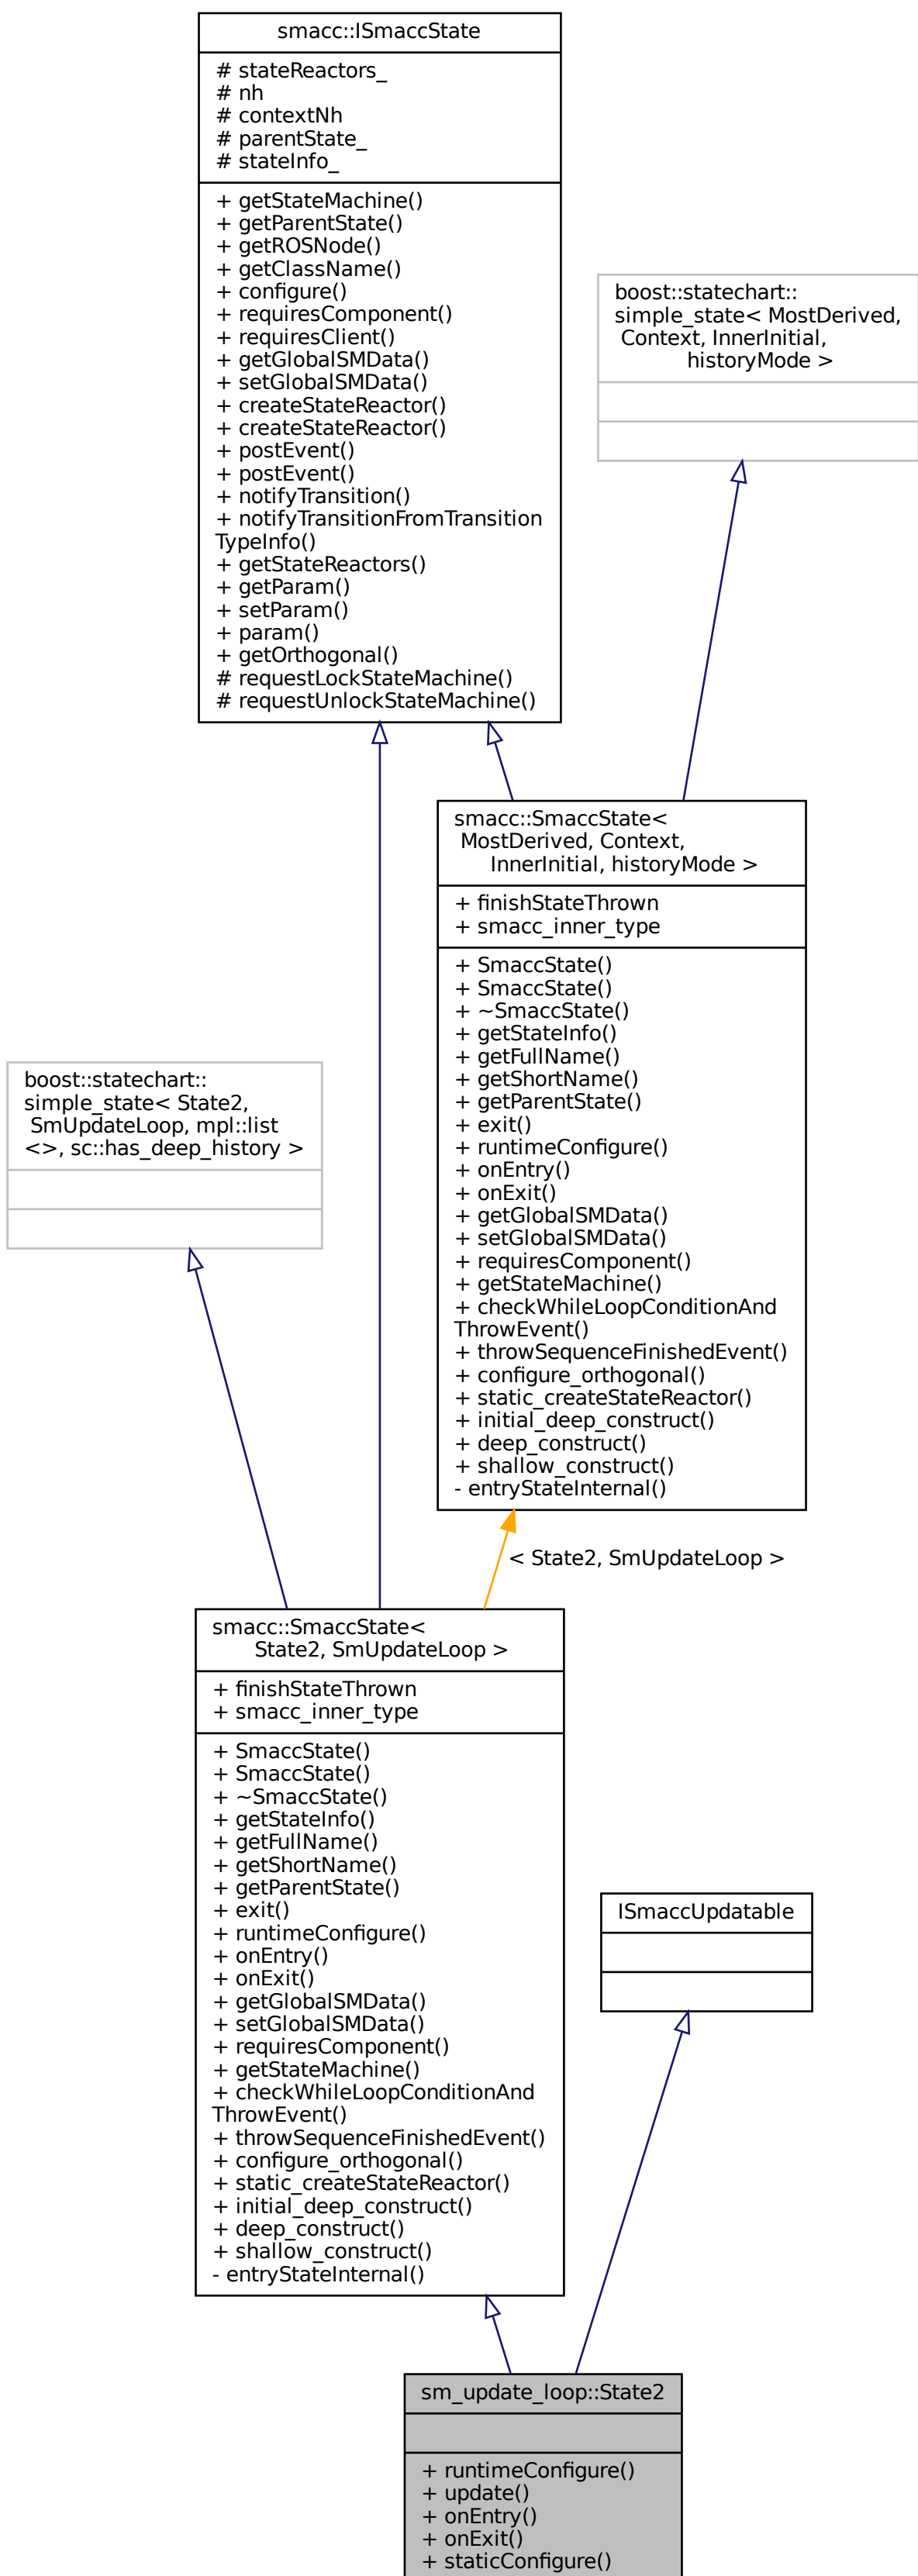 smacc::ISmaccState
# stateReactors_
# nh
# contextNh
# parentState_
# stateInfo_
+ getStateMachine()
+ getParentState()
+ getROSNode()
+ getClassName()
+ configure()
+ requiresComponent()
+ requiresClient()
+ getGlobalSMData()
+ setGlobalSMData()
+ createStateReactor()
+ createStateReactor()
+ postEvent()
+ postEvent()
+ notifyTransition()
+ notifyTransitionFromTransition
TypeInfo()
+ getStateReactors()
+ getParam()
+ setParam()
+ param()
+ getOrthogonal()
# requestLockStateMachine()
# requestUnlockStateMachine()
boost::statechart::
simple_state< MostDerived,
Context, InnerInitial,
historyMode >
smacc::SmaccState<
MostDerived, Context,
InnerInitial, historyMode >
+ finishStateThrown
+ smacc_inner_type
+ SmaccState()
+ SmaccState()
+ ~SmaccState()
+ getStateInfo()
+ getFullName()
+ getShortName()
+ getParentState()
+ exit()
+ runtimeConfigure()
+ onEntry()
+ onExit()
+ getGlobalSMData()
+ setGlobalSMData()
+ requiresComponent()
+ getStateMachine()
+ checkWhileLoopConditionAnd
ThrowEvent()
+ throwSequenceFinishedEvent()
+ configure_orthogonal()
+ static_createStateReactor()
+ initial_deep_construct()
+ deep_construct()
+ shallow_construct()
- entryStateInternal()
boost::statechart::
simple_state< State2,
SmUpdateLoop, mpl::list
<>, sc::has_deep_history >
< State2, SmUpdateLoop >
smacc::SmaccState<
State2, SmUpdateLoop >
+ finishStateThrown
+ smacc_inner_type
+ SmaccState()
+ SmaccState()
+ ~SmaccState()
+ getStateInfo()
+ getFullName()
+ getShortName()
+ getParentState()
+ exit()
+ runtimeConfigure()
+ onEntry()
+ onExit()
+ getGlobalSMData()
+ setGlobalSMData()
+ requiresComponent()
+ getStateMachine()
+ checkWhileLoopConditionAnd
ThrowEvent()
+ throwSequenceFinishedEvent()
+ configure_orthogonal()
+ static_createStateReactor()
+ initial_deep_construct()
+ deep_construct()
+ shallow_construct()
- entryStateInternal()
ISmaccUpdatable
sm_update_loop::State2
+ runtimeConfigure()
+ update()
+ onEntry()
+ onExit()
+ staticConfigure()